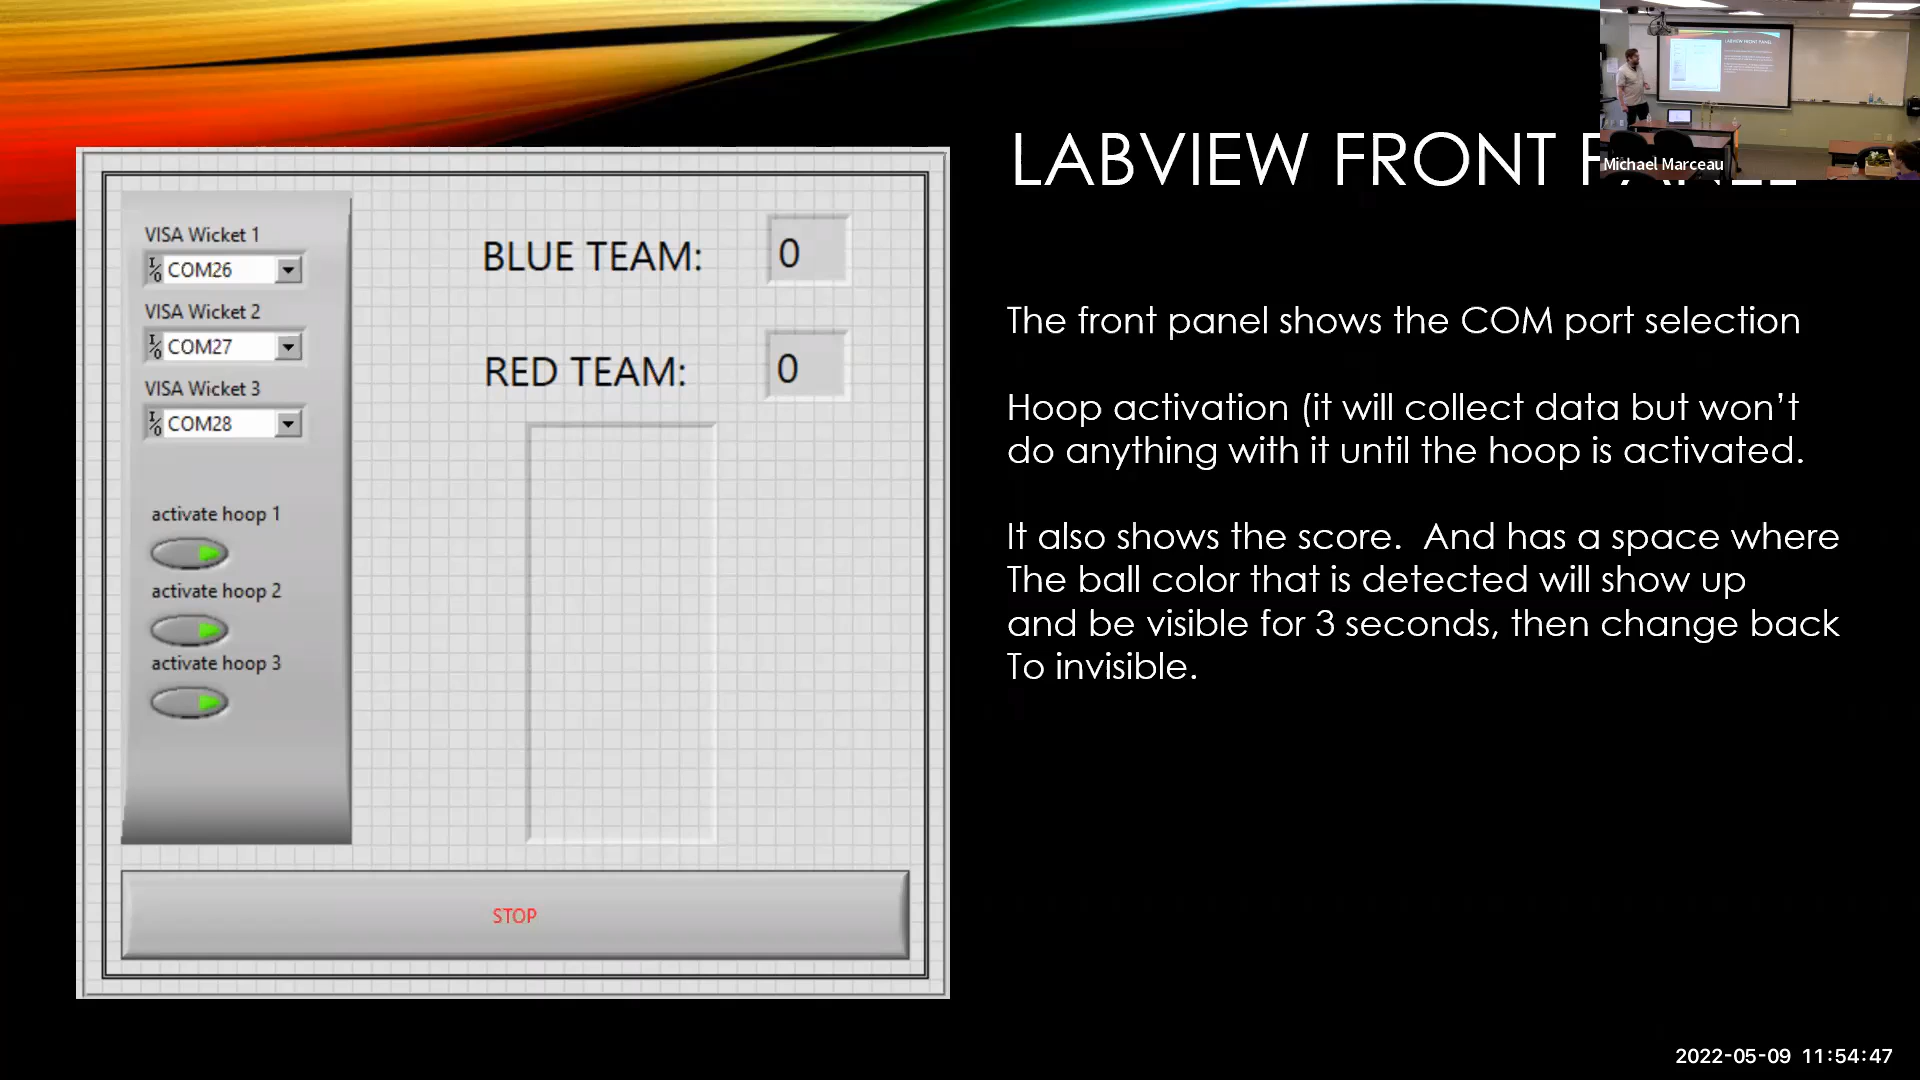 LABVIEW FRONT
Michael Marceau
VISA Wicket 1
COM26
VISA Wicket 2
COM27
VISA Wicket 3
COM28
activate hoop 1
activate hoop 2
activate hoop 3
BLUE TEAM: 0
RED TEAM: 0
STOP
The front panel shows the COM port selection
Hoop activation (it will collect data but won’t
do anything with it until the hoop is activated.
It also shows the score. And has a space where
The ball color that is detected will show up
and be visible for 3 seconds, then change back
To invisible.
2022-05-09 11:54:47